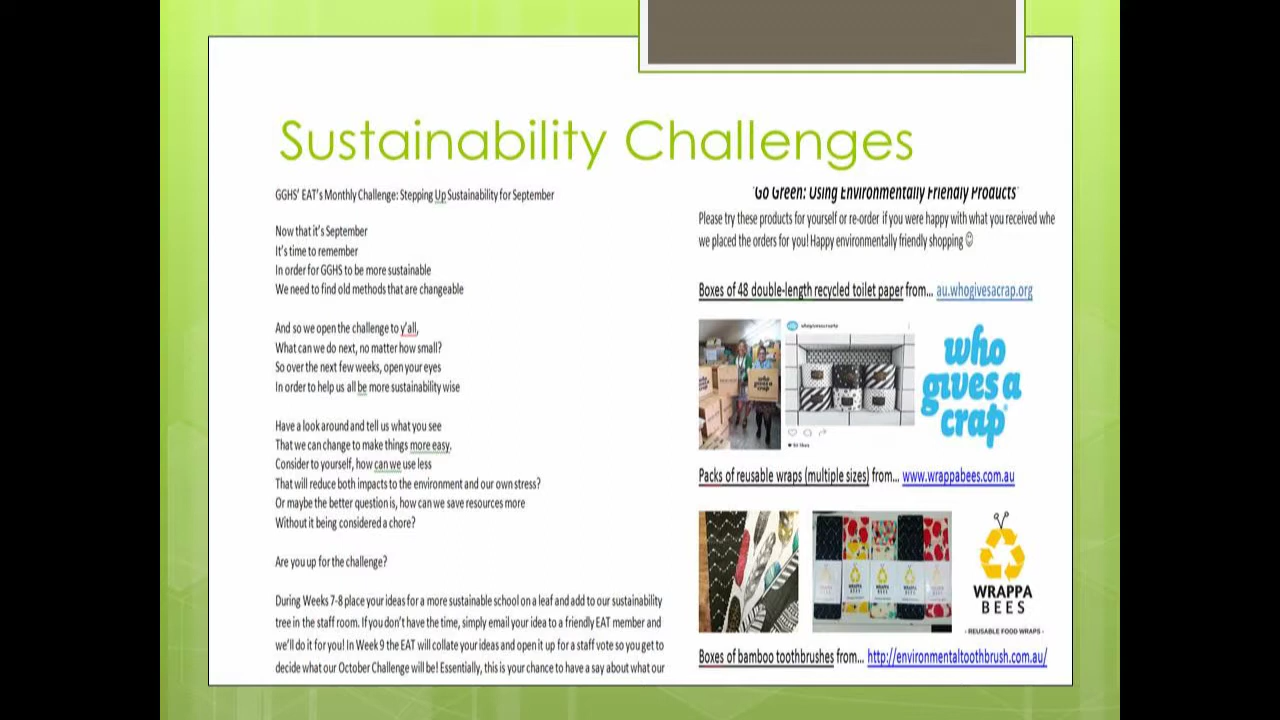 Sustainability Challenges
GGHS' EAT's Monthly Challenge: Stepping Up Sustainability for September
Now that it's September
It's time to remember
In order for GGHS to be more sustainable
We need to find old methods that are changeable
And so we open the challenge to y'all,
What can we do next, no matter how small?
So over the next few weeks, open your eyes
In order to help us all be more sustainability wise
Have a look around and tell us what you see
That we can change to make things more easy.
Consider to yourself, how can we use less
That will reduce both impacts to the environment and our own stress?
Or maybe the better question is, how can we save resources more
Without it being considered a chore?
Are you up for the challenge?
During Weeks 7-8 place your ideas for a more sustainable school on a leaf and add to our sustainability
tree in the staff room. If you don't have the time, simply email your idea to a friendly EAT member and
we'll do it for you! In Week 9 the EAT will collate your ideas and open it up for a staff vote so you get to
decide what our October Challenge will be! Essentially, this is your chance to have a say about what our
'Go Green: Using Environmentally Friendly Products'
Please try these products for yourself or re-order if you were happy with what you received whe
we placed the orders for you! Happy environmentally friendly shopping ☺
Boxes of 48 double-length recycled toilet paper from... au.whogivesacrap.org
who
gives a
crap
whogivesacraptp
who
gives a
crap
Packs of reusable wraps (multiple sizes) from... www.wrappabees.com.au
WRAPPA
BEES
- REUSABLE FOOD WRAPS -
Boxes of bamboo toothbrushes from... http://environmentaltoothbrush.com.au/